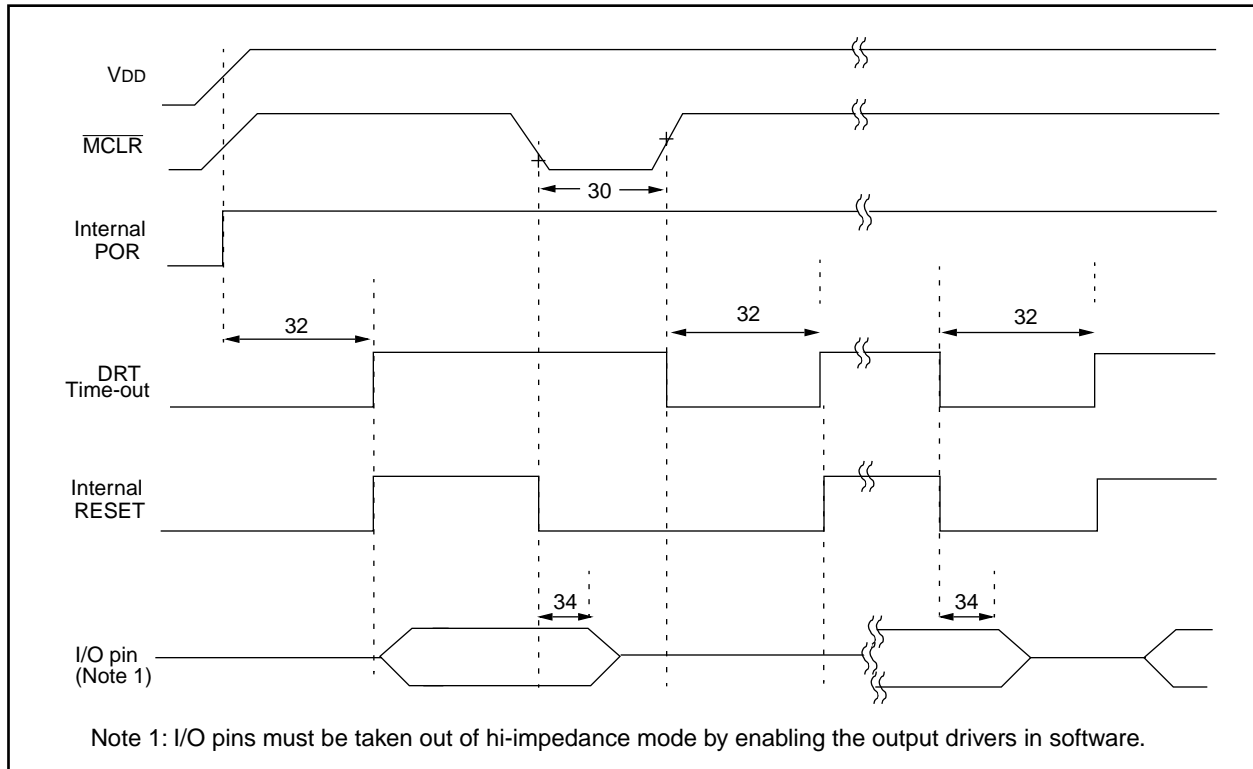 VDD
MCLR
30
Internal
POR
32
32
32
DRT
Time-out
Internal
RESET
34
34
I/O pin
(Note 1)
Note 1: I/O pins must be taken out of hi-impedance mode by enabling the output drivers in software.